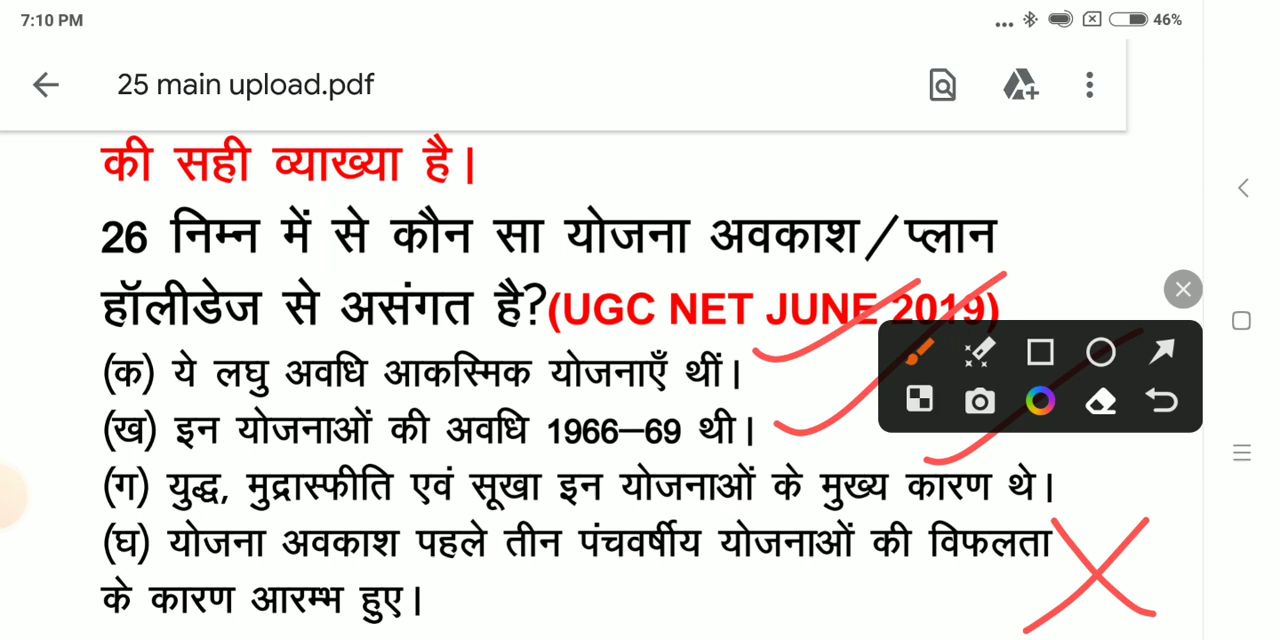 7:10 PM
46%
25 main upload.pdf
की सही व्याख्या है।
26 निम्न में से कौन सा योजना अवकाश/प्लान
हॉलीडेज से असंगत है?(UGC NET JUNE 2019)
(क) ये लघु अवधि आकस्मिक योजनाएँ थीं।
(ख) इन योजनाओं की अवधि 1966–69 थी।
(ग) युद्ध, मुद्रास्फीति एवं सूखा इन योजनाओं के मुख्य कारण थे।
(घ) योजना अवकाश पहले तीन पंचवर्षीय योजनाओं की विफलता
के कारण आरम्भ हुए।